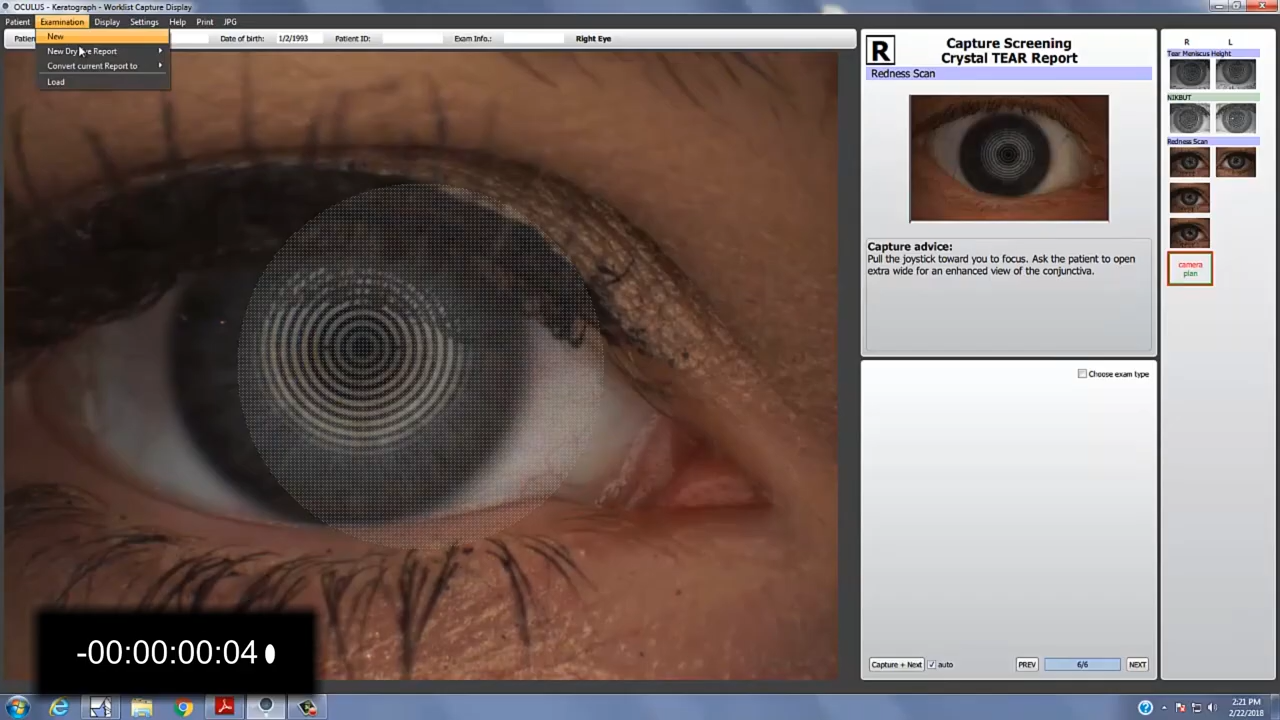 OCULUS - Keratograph - Worklist Capture Display
Patient Examination Display Settings Help Print JPG
New
New Dry Eye Report
Convert current Report to
Load
Date of birth: 1/2/1993 Patient ID: Exam Info.: Right Eye
R
Capture Screening
Crystal TEAR Report
Redness Scan
Capture advice:
Pull the joystick toward you to focus. Ask the patient to open
extra wide for an enhanced view of the conjunctiva.
Choose exam type
Capture + Next auto PREV 6/6 NEXT
R L
Tear Meniscus Height
NIKBUT
Redness Scan
camera
plan
-00:00:00:04
2:21 PM
2/22/2018